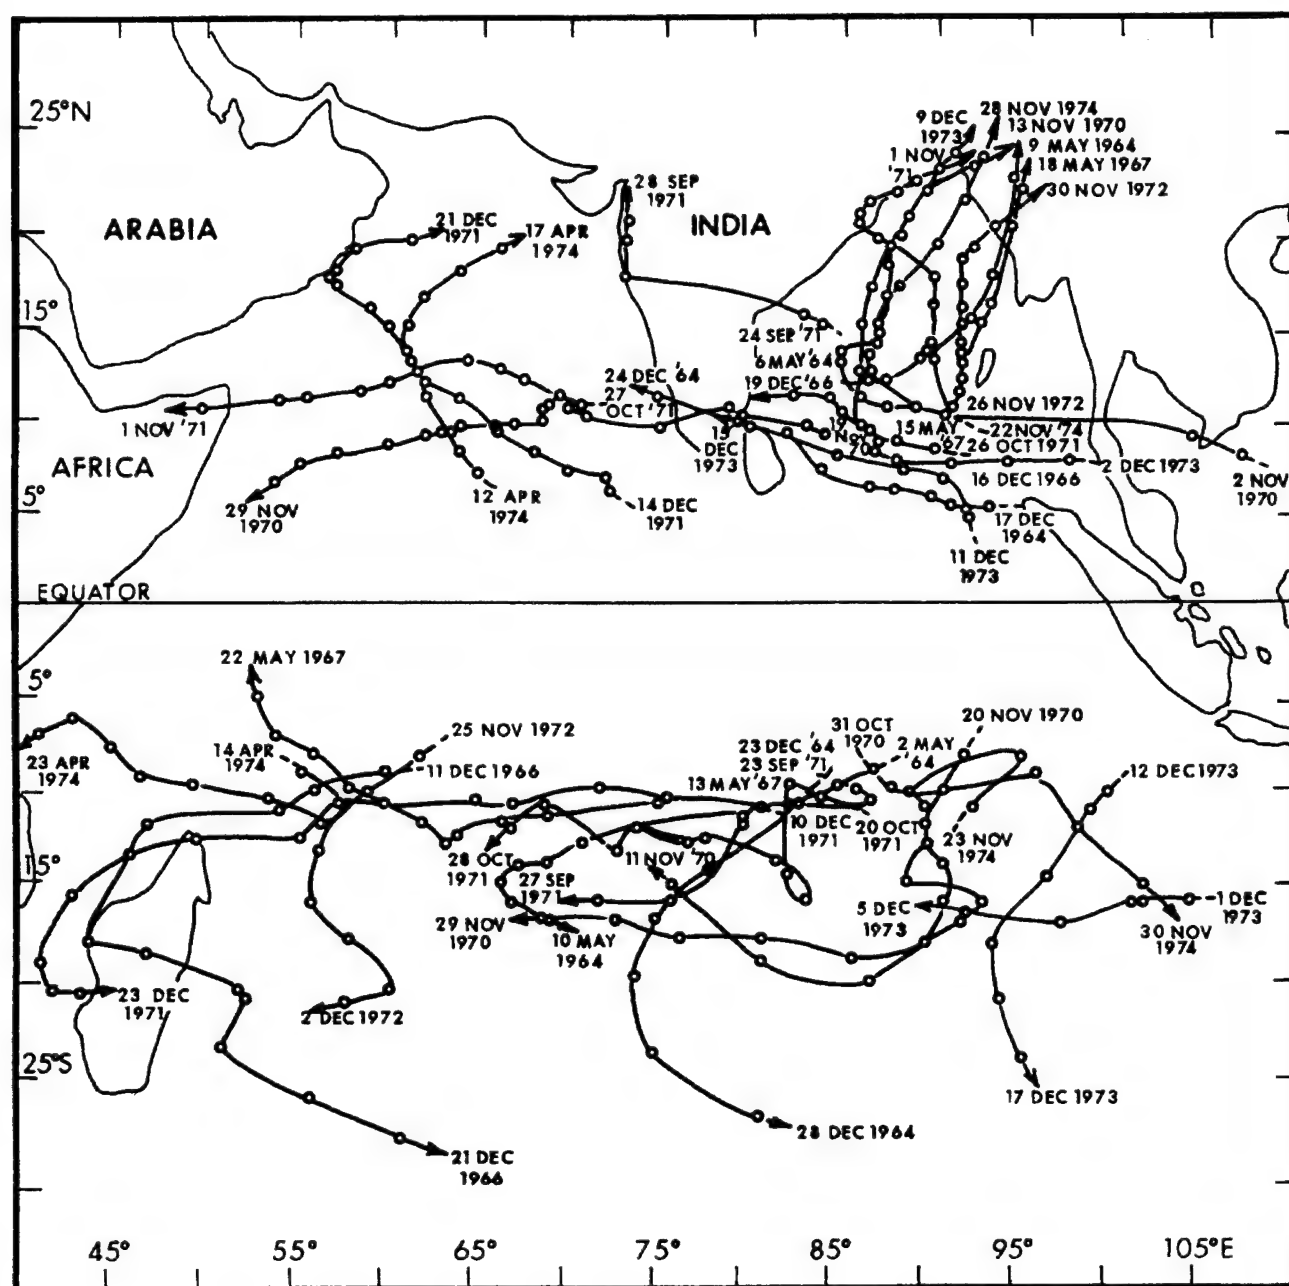 25°N
9 DEC
1973
28 NOV 1974
13 NOV 1970
1 NOV
'71
9 MAY 1964
18 MAY 1967
30 NOV 1972
28 SEP
1971
INDIA
ARABIA
21 DEC
1971
17 APR
1974
15°
24 SEP '71
6 MAY '64
24 DEC '64
19 DEC '66
27
OCT '71
26 NOV 1972
1 NOV '71
15
DEC
1973
19
NOV
70
15 MAY
'67
22 NOV '74
26 OCT 1971
AFRICA
2 DEC 1973
16 DEC 1966
2 NOV
1970
5°
29 NOV
1970
12 APR
1974
14 DEC
1971
17 DEC
1964
11 DEC
1973
EQUATOR
22 MAY 1967
5°
25 NOV 1972
31 OCT
1970
20 NOV 1970
2 MAY
'64
14 APR
1974
23 APR
1974
11 DEC 1966
23 DEC '64
23 SEP '71
13 MAY '67
12 DEC 1973
10 DEC
1971
20 OCT
1971
23 NOV
1974
28 OCT
1971
11 NOV '70
15°
27 SEP
1971
29 NOV
1970
10 MAY
1964
5 DEC
1973
1 DEC
1973
30 NOV
1974
23 DEC
1971
2 DEC 1972
25°S
17 DEC 1973
28 DEC 1964
21 DEC
1966
45°
55°
65°
75°
85°
95°
105°E